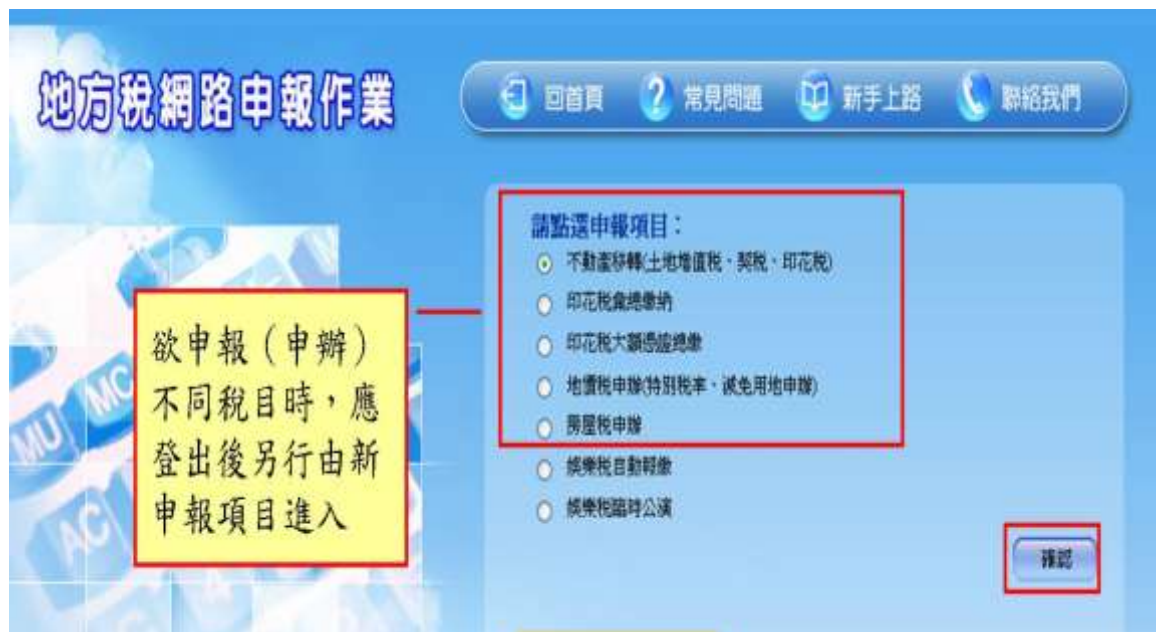 地方稅網路申報作業
回首頁 常見問題 新手上路 聯絡我們
請點選申報項目：
不動產移轉(土地增值稅、契稅、印花稅)
印花稅彙總繳納
印花稅大額憑證總繳
地價稅申辦(特別稅率、減免用地申辦)
房屋稅申辦
娛樂稅自動報繳
娛樂稅臨時公演
確認
欲申報（申辦）
不同稅目時，應
登出後另行由新
申報項目進入
MU
MC
AC